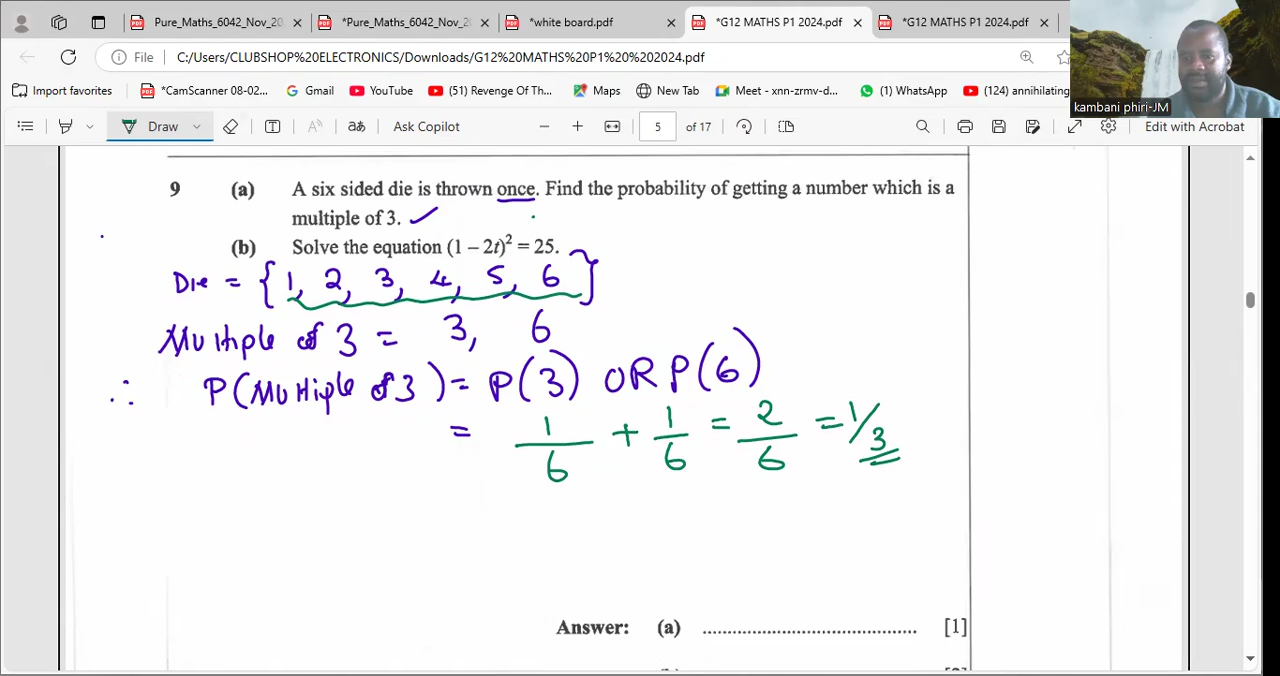 Pure_Maths_6042_Nov_20
*Pure_Maths_6042_Nov_2
*white board.pdf
*G12 MATHS P1 2024.pdf
*G12 MATHS P1 2024.pdf
File C:/Users/CLUBSHOP%20ELECTRONICS/Downloads/G12%20MATHS%20P1%20%202024.pdf
Import favorites
*CamScanner 08-02...
Gmail
YouTube
(51) Revenge Of Th...
Maps
New Tab
Meet - xnn-zrmv-d...
(1) WhatsApp
(124) annihilating
kambani phiri-JM
Draw
aあ
Ask Copilot
5 of 17
Edit with Acrobat
9 (a) A six sided die is thrown once. Find the probability of getting a number which is a
multiple of 3. ✓
(b) Solve the equation (1 – 2t)² = 25.
Die = {1, 2, 3, 4, 5, 6}
Multiple of 3 = 3, 6
∴ P(Multiple of 3) = P(3) OR P(6)
= 1/6 + 1/6 = 2/6 = 1/3
Answer: (a) ............................................ [1]